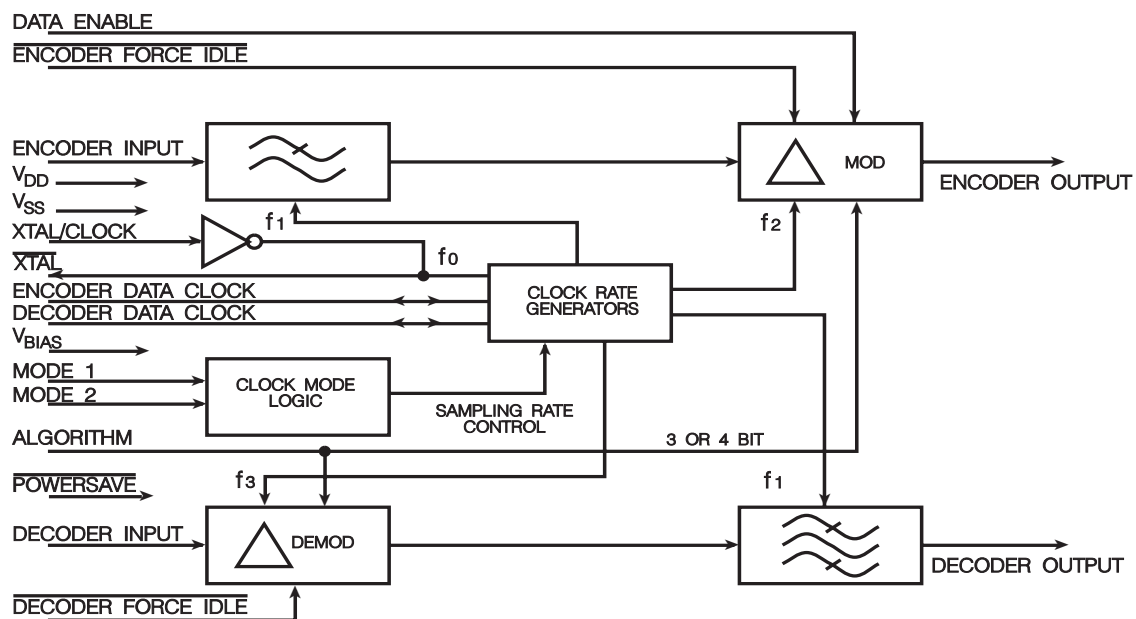 DATA ENABLE
ENCODER FORCE IDLE
ENCODER INPUT
MOD
VDD
ENCODER OUTPUT
VSS
f1
f2
XTAL/CLOCK
f0
XTAL
CLOCK RATE
GENERATORS
ENCODER DATA CLOCK
DECODER DATA CLOCK
VBIAS
MODE 1
CLOCK MODE
LOGIC
MODE 2
SAMPLING RATE
CONTROL
ALGORITHM
3 OR 4 BIT
f3
f1
POWERSAVE
DECODER INPUT
DEMOD
DECODER OUTPUT
DECODER FORCE IDLE